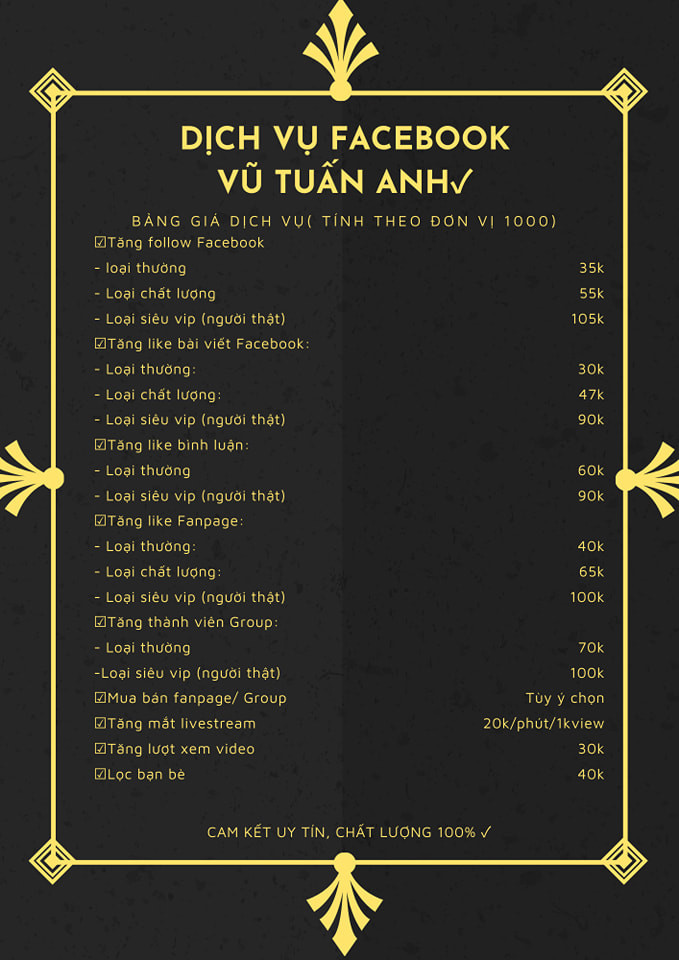 DỊCH VỤ FACEBOOK
VŨ TUẤN ANH✓
BẢNG GIÁ DỊCH VỤ( TÍNH THEO ĐƠN VỊ 1000)
☑Tăng follow Facebook
- loại thường 35k
- Loại chất lượng 55k
- Loại siêu vip (người thật) 105k
☑Tăng like bài viết Facebook:
- Loại thường: 30k
- Loại chất lượng: 47k
- Loại siêu vip (người thật) 90k
☑Tăng like bình luận:
- Loại thường 60k
- Loại siêu vip (người thật) 90k
☑Tăng like Fanpage:
- Loại thường: 40k
- Loại chất lượng: 65k
- Loại siêu vip (người thật) 100k
☑Tăng thành viên Group:
- Loại thường 70k
-Loại siêu vip (người thật) 100k
☑Mua bán fanpage/ Group Tùy ý chọn
☑Tăng mắt livestream 20k/phút/1kview
☑Tăng lượt xem video 30k
☑Lọc bạn bè 40k
CAM KẾT UY TÍN, CHẤT LƯỢNG 100% ✓